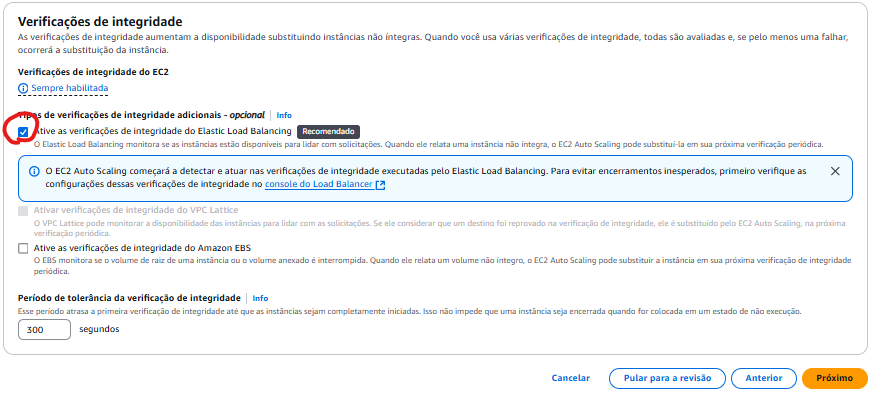 Verificações de integridade
As verificações de integridade aumentam a disponibilidade substituindo instâncias não íntegras. Quando você usa várias verificações de integridade, todas são avaliadas e, se pelo menos uma falhar,
ocorrerá a substituição da instância.
Verificações de integridade do EC2
Sempre habilitada
Tipos de verificações de integridade adicionais - opcional Info
Ative as verificações de integridade do Elastic Load Balancing Recomendado
O Elastic Load Balancing monitora se as instâncias estão disponíveis para lidar com solicitações. Quando ele relata uma instância não íntegra, o EC2 Auto Scaling pode substituí-la em sua próxima verificação periódica.
O EC2 Auto Scaling começará a detectar e atuar nas verificações de integridade executadas pelo Elastic Load Balancing. Para evitar encerramentos inesperados, primeiro verifique as
configurações dessas verificações de integridade no console do Load Balancer
Ativar verificações de integridade do VPC Lattice
O VPC Lattice pode monitorar a disponibilidade das instâncias para lidar com as solicitações. Se ele considerar que um destino foi reprovado na verificação de integridade, ele é substituído pelo EC2 Auto Scaling, na próxima
verificação periódica.
Ative as verificações de integridade do Amazon EBS
O EBS monitora se o volume de raiz de uma instância ou o volume anexado é interrompida. Quando ele relata um volume não íntegro, o EC2 Auto Scaling pode substituir a instância em sua próxima verificação de integridade
periódica.
Período de tolerância da verificação de integridade Info
Esse período atrasa a primeira verificação de integridade até que as instâncias sejam completamente iniciadas. Isso não impede que uma instância seja encerrada quando for colocada em um estado de não execução.
300 segundos
Cancelar Pular para a revisão Anterior Próximo